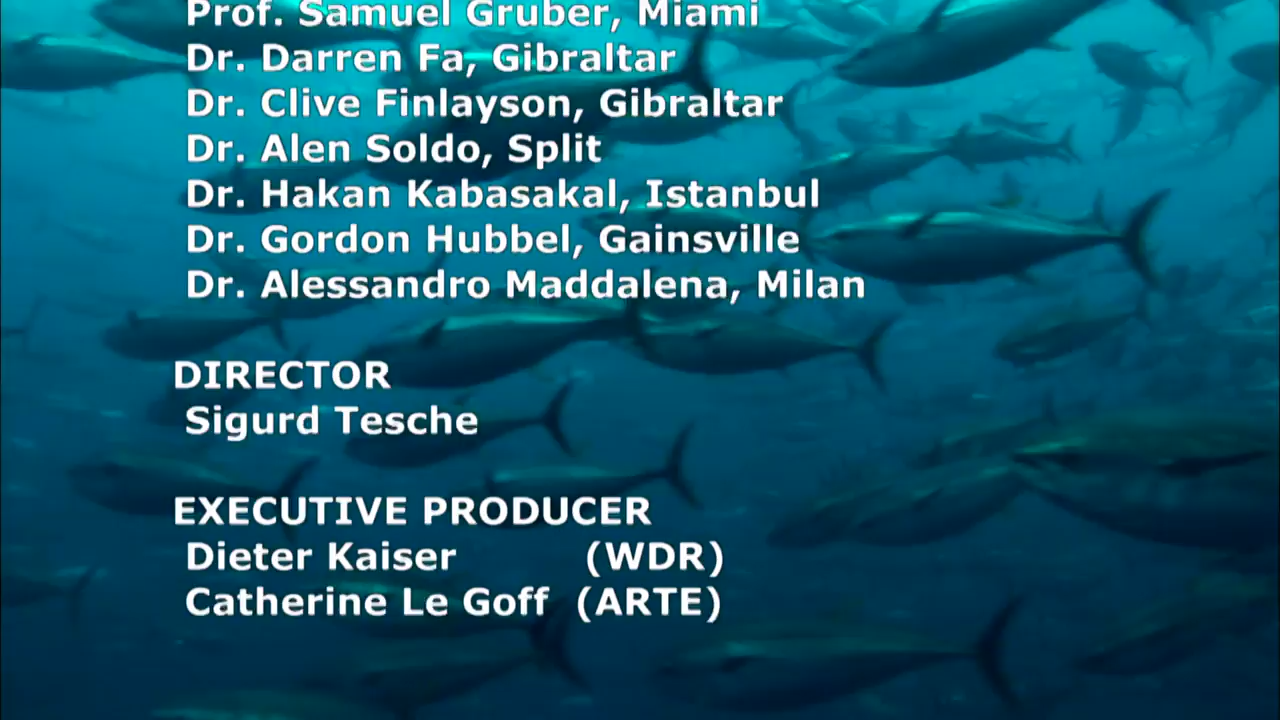 Prof. Samuel Gruber, Miami
Dr. Darren Fa, Gibraltar
Dr. Clive Finlayson, Gibraltar
Dr. Alen Soldo, Split
Dr. Hakan Kabasakal, Istanbul
Dr. Gordon Hubbel, Gainsville
Dr. Alessandro Maddalena, Milan
DIRECTOR
Sigurd Tesche
EXECUTIVE PRODUCER
Dieter Kaiser (WDR)
Catherine Le Goff (ARTE)